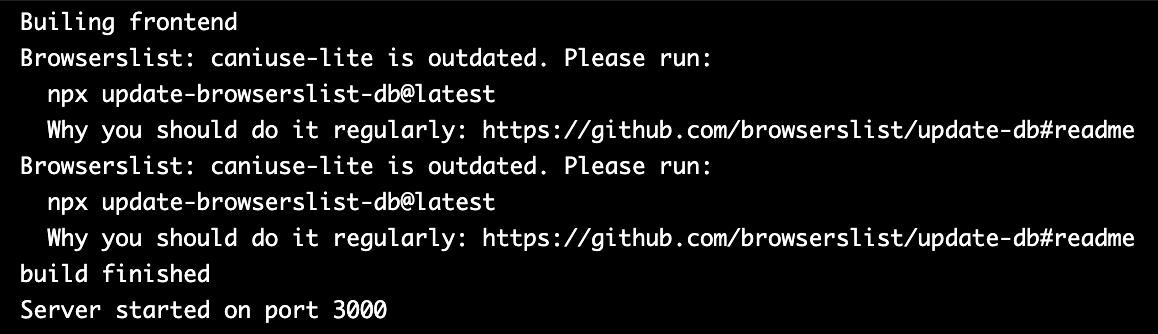 Builing frontend
Browserslist: caniuse-lite is outdated. Please run:
  npx update-browserslist-db@latest
  Why you should do it regularly: https://github.com/browserslist/update-db#readme
Browserslist: caniuse-lite is outdated. Please run:
  npx update-browserslist-db@latest
  Why you should do it regularly: https://github.com/browserslist/update-db#readme
build finished
Server started on port 3000